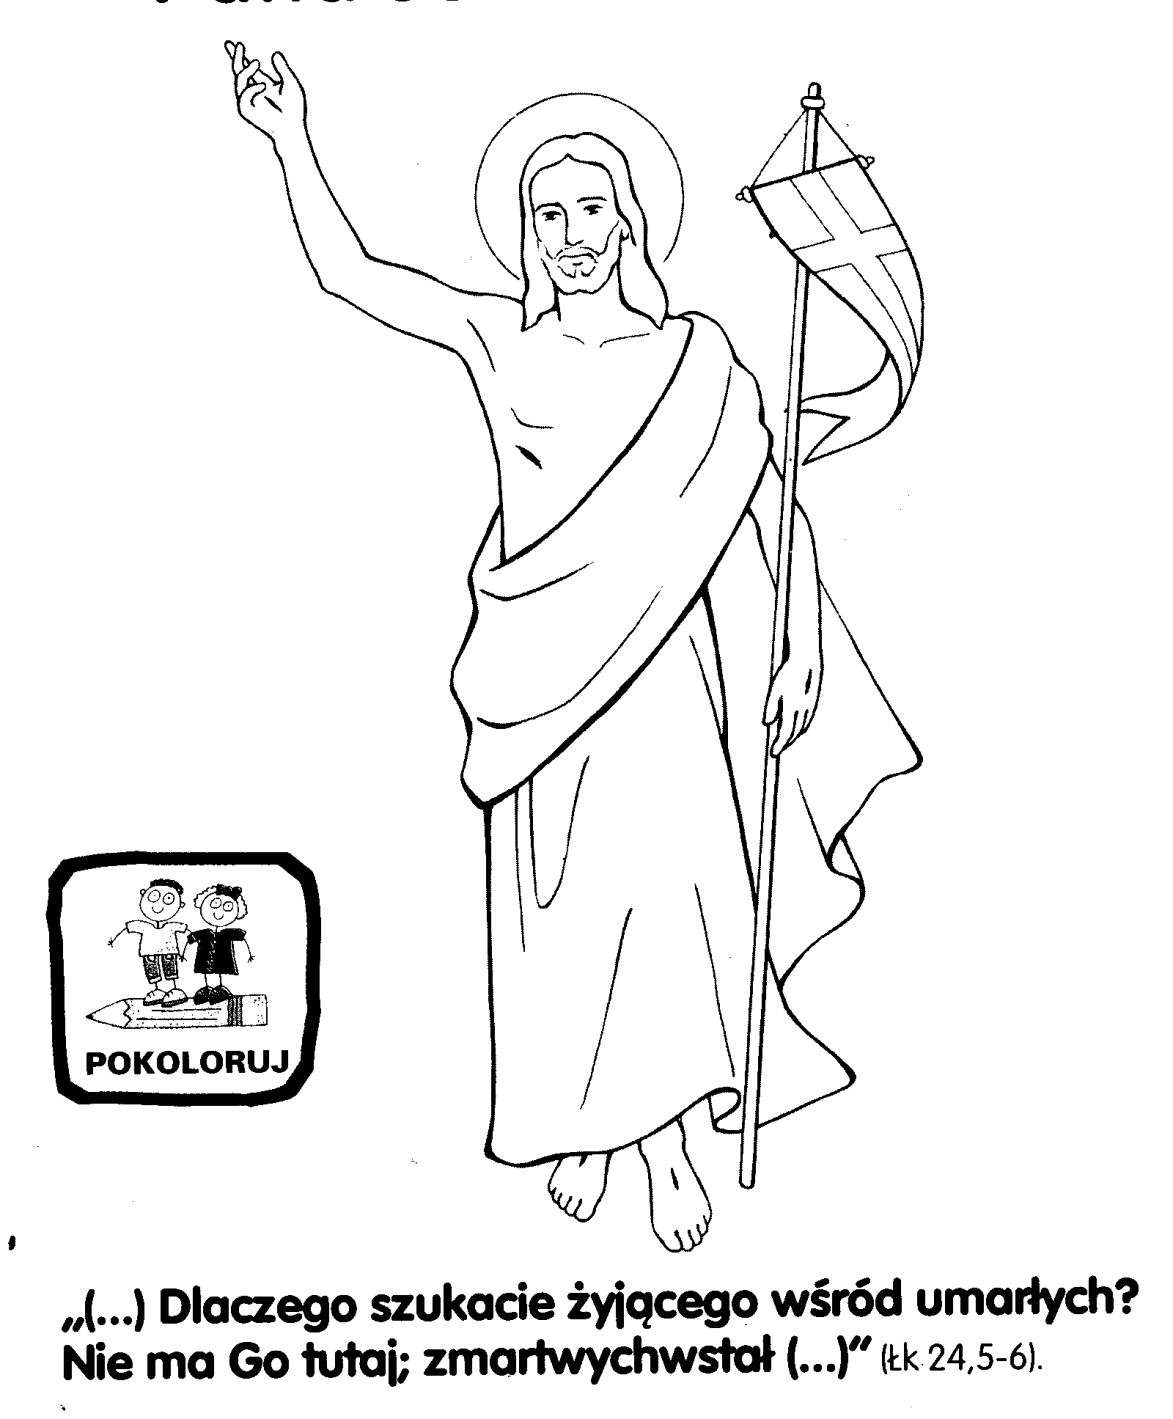 POKOLORUJ
„(...) Dlaczego szukacie żyjącego wśród umarłych?
Nie ma Go tutaj; zmartwychwstał (...)” (Łk 24,5-6).